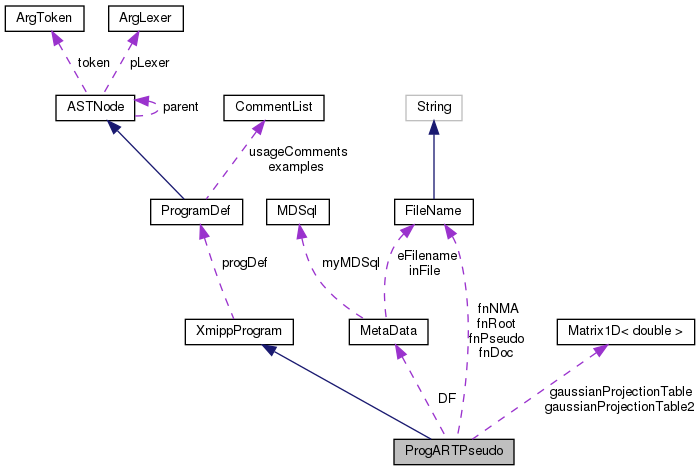 ArgToken
ArgLexer
token
pLexer
ASTNode
parent
CommentList
String
usageComments
examples
ProgramDef
MDSql
FileName
progDef
myMDSql
eFilename
inFile
fnNMA
fnRoot
fnPseudo
fnDoc
XmippProgram
MetaData
Matrix1D< double >
DF
gaussianProjectionTable
gaussianProjectionTable2
ProgARTPseudo